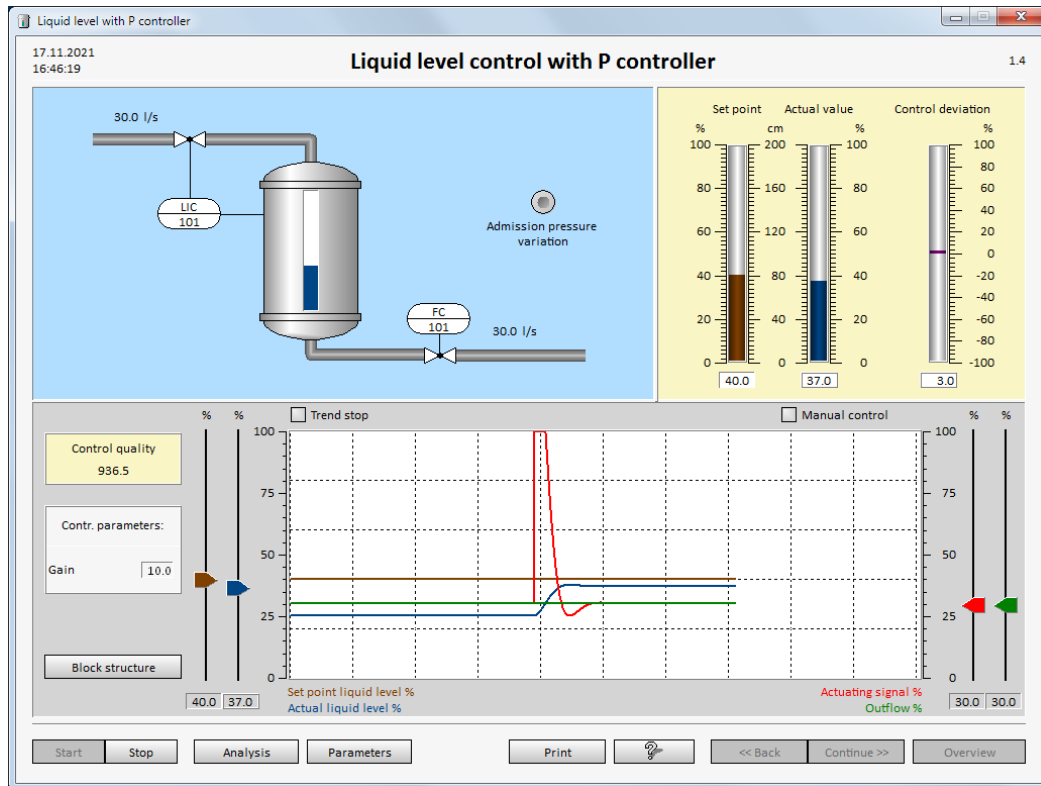 Liquid level with P controller
17.11.2021
16:46:19
Liquid level control with P controller
1.4
30.0 l/s
LIC
101
Admission pressure
variation
FC
101
30.0 l/s
Set point Actual value Control deviation
% cm % %
100 200 100 100
80
80 160 80 60
40
60 120 60 20
0
40 80 40 -20
-40
20 40 20 -60
-80
0 0 0 -100
40.0 37.0 3.0
% % Trend stop Manual control % %
Control quality
936.5
Contr. parameters:
Gain 10.0
Block structure
100 100
75 75
50 50
25 25
0 0
40.0 37.0
Set point liquid level %
Actual liquid level %
Actuating signal %
Outflow %
30.0 30.0
Start Stop Analysis Parameters Print ? << Back Continue >> Overview